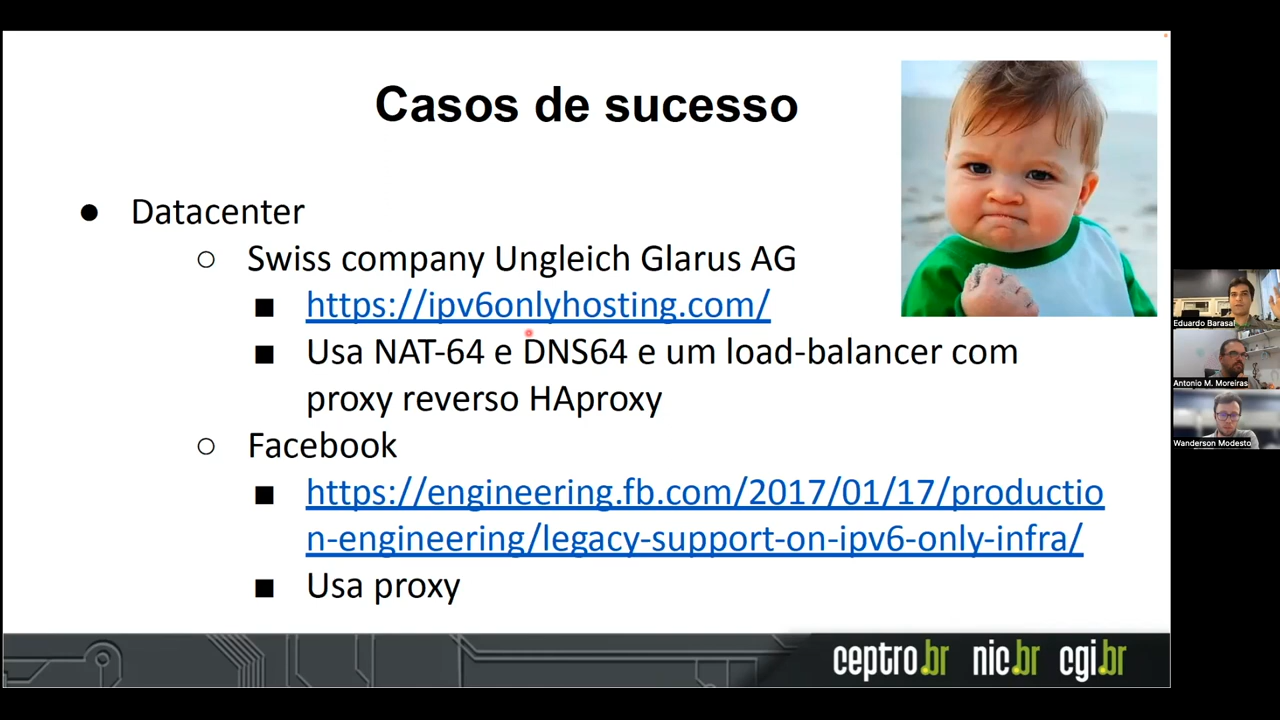 Casos de sucesso
● Datacenter
○ Swiss company Ungleich Glarus AG
■ https://ipv6onlyhosting.com/
■ Usa NAT-64 e DNS64 e um load-balancer com
proxy reverso HAproxy
○ Facebook
■ https://engineering.fb.com/2017/01/17/productio
n-engineering/legacy-support-on-ipv6-only-infra/
■ Usa proxy
ceptro.br nic.br cgi.br
Eduardo Barasal
Antonio M. Moreiras
Wanderson Modesto